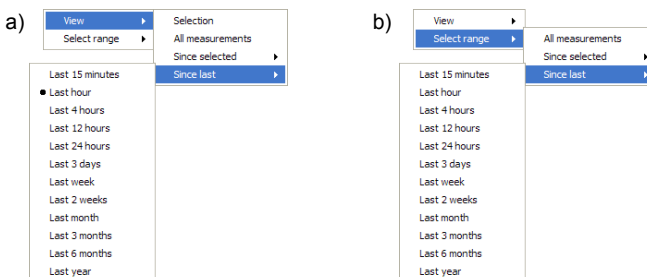 a)
View
Select range
Selection
All measurements
Since selected
Since last
Last 15 minutes
Last hour
Last 4 hours
Last 12 hours
Last 24 hours
Last 3 days
Last week
Last 2 weeks
Last month
Last 3 months
Last 6 months
Last year
b)
View
Select range
All measurements
Since selected
Since last
Last 15 minutes
Last hour
Last 4 hours
Last 12 hours
Last 24 hours
Last 3 days
Last week
Last 2 weeks
Last month
Last 3 months
Last 6 months
Last year